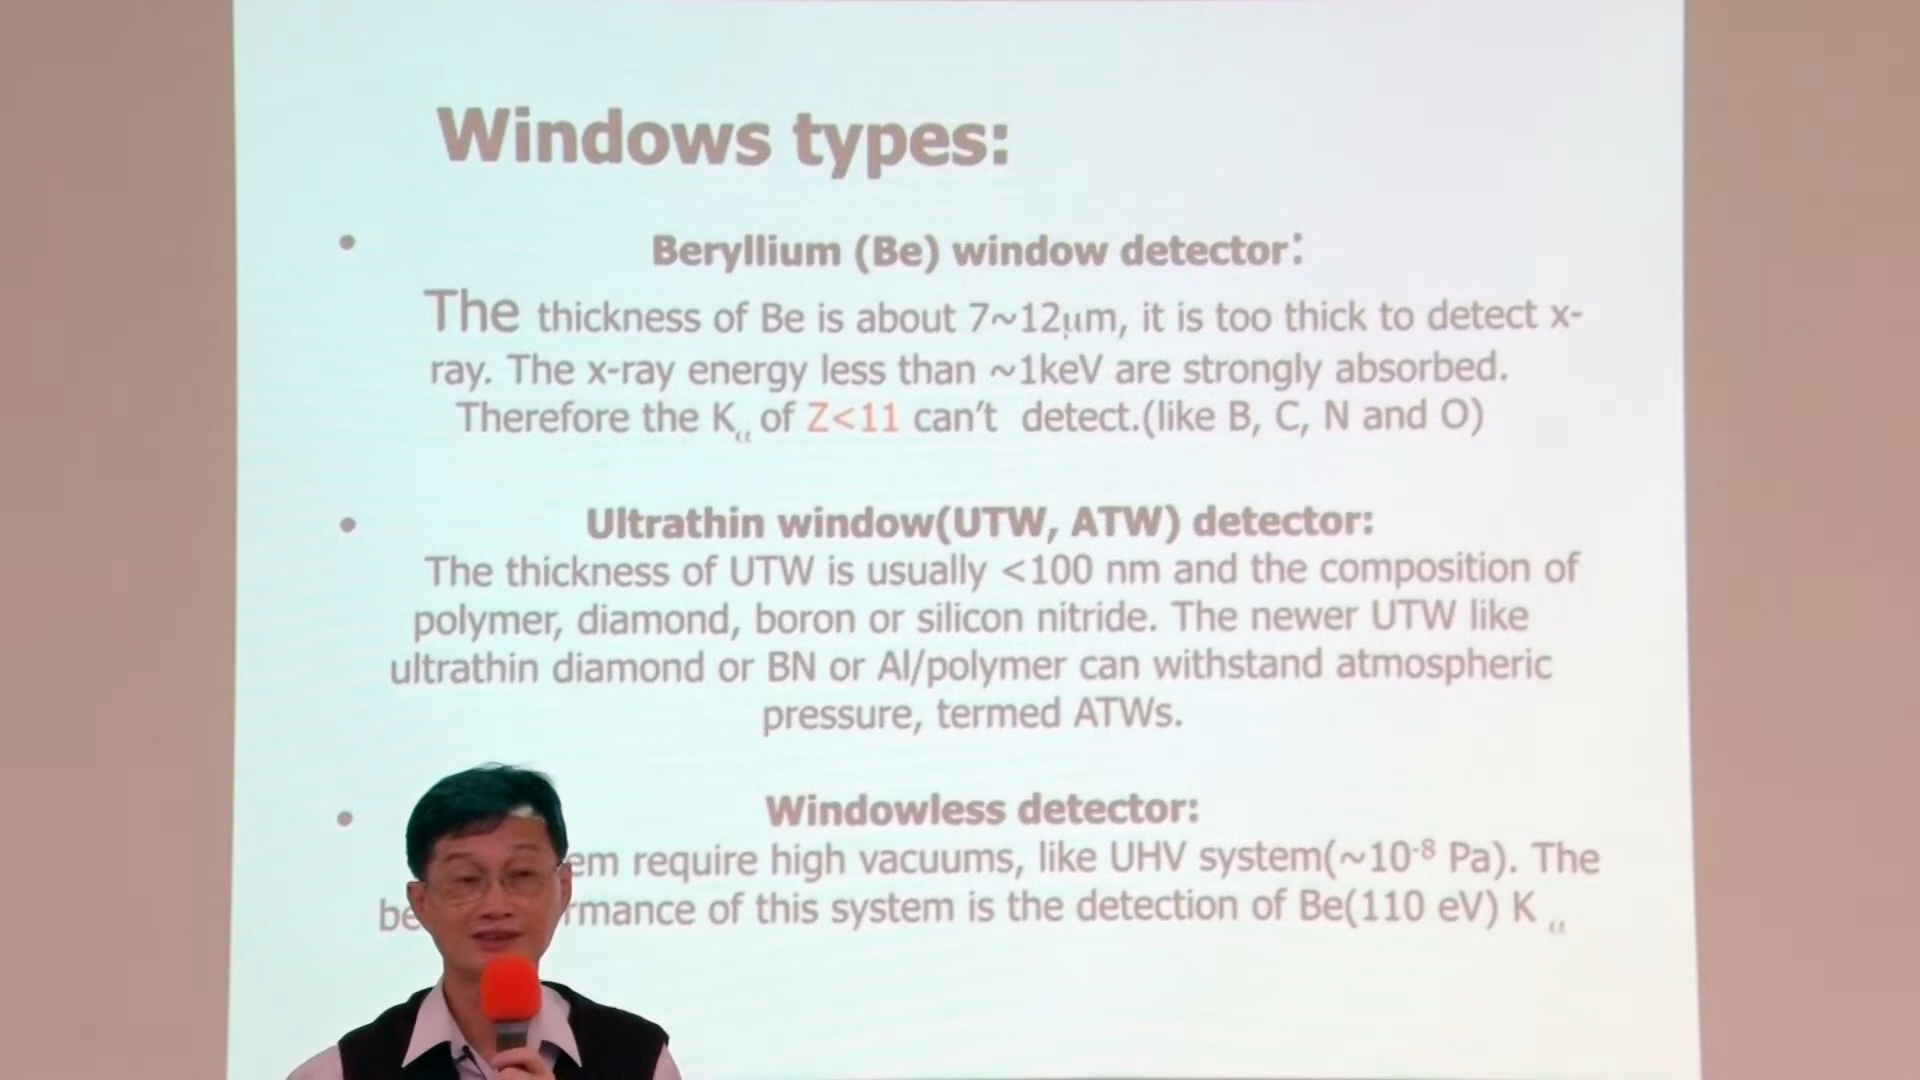 Windows types:
• Beryllium (Be) window detector:
The thickness of Be is about 7~12μm, it is too thick to detect x-
ray. The x-ray energy less than ~1keV are strongly absorbed.
Therefore the Kα of Z<11 can't detect.(like B, C, N and O)
• Ultrathin window(UTW, ATW) detector:
The thickness of UTW is usually <100 nm and the composition of
polymer, diamond, boron or silicon nitride. The newer UTW like
ultrathin diamond or BN or Al/polymer can withstand atmospheric
pressure, termed ATWs.
• Windowless detector:
require high vacuums, like UHV system(~10⁻⁸ Pa). The
of this system is the detection of Be(110 eV) Kα